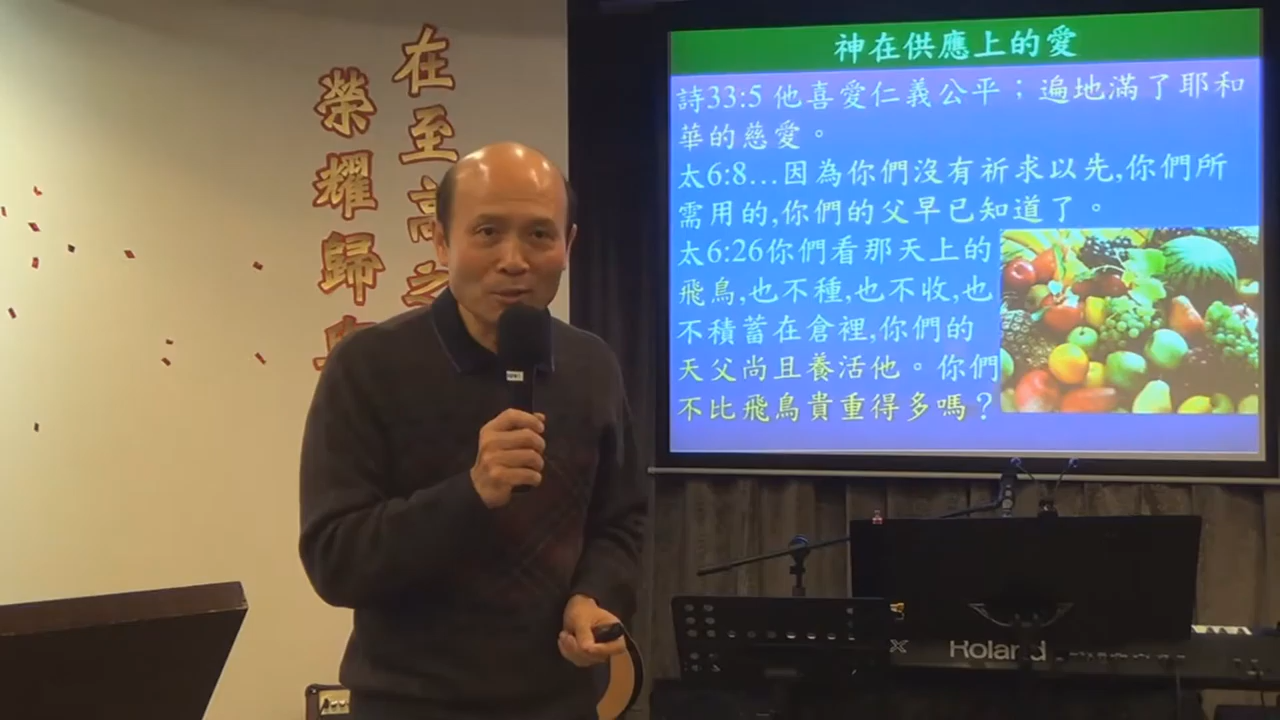 在至高之
榮耀歸與
神在供應上的愛
詩33:5 他喜愛仁義公平；遍地滿了耶和
華的慈愛。
太6:8...因為你們沒有祈求以先,你們所
需用的,你們的父早已知道了。
太6:26你們看那天上的
飛鳥,也不種,也不收,也
不積蓄在倉裡,你們的
天父尚且養活他。你們
不比飛鳥貴重得多嗎？
Roland